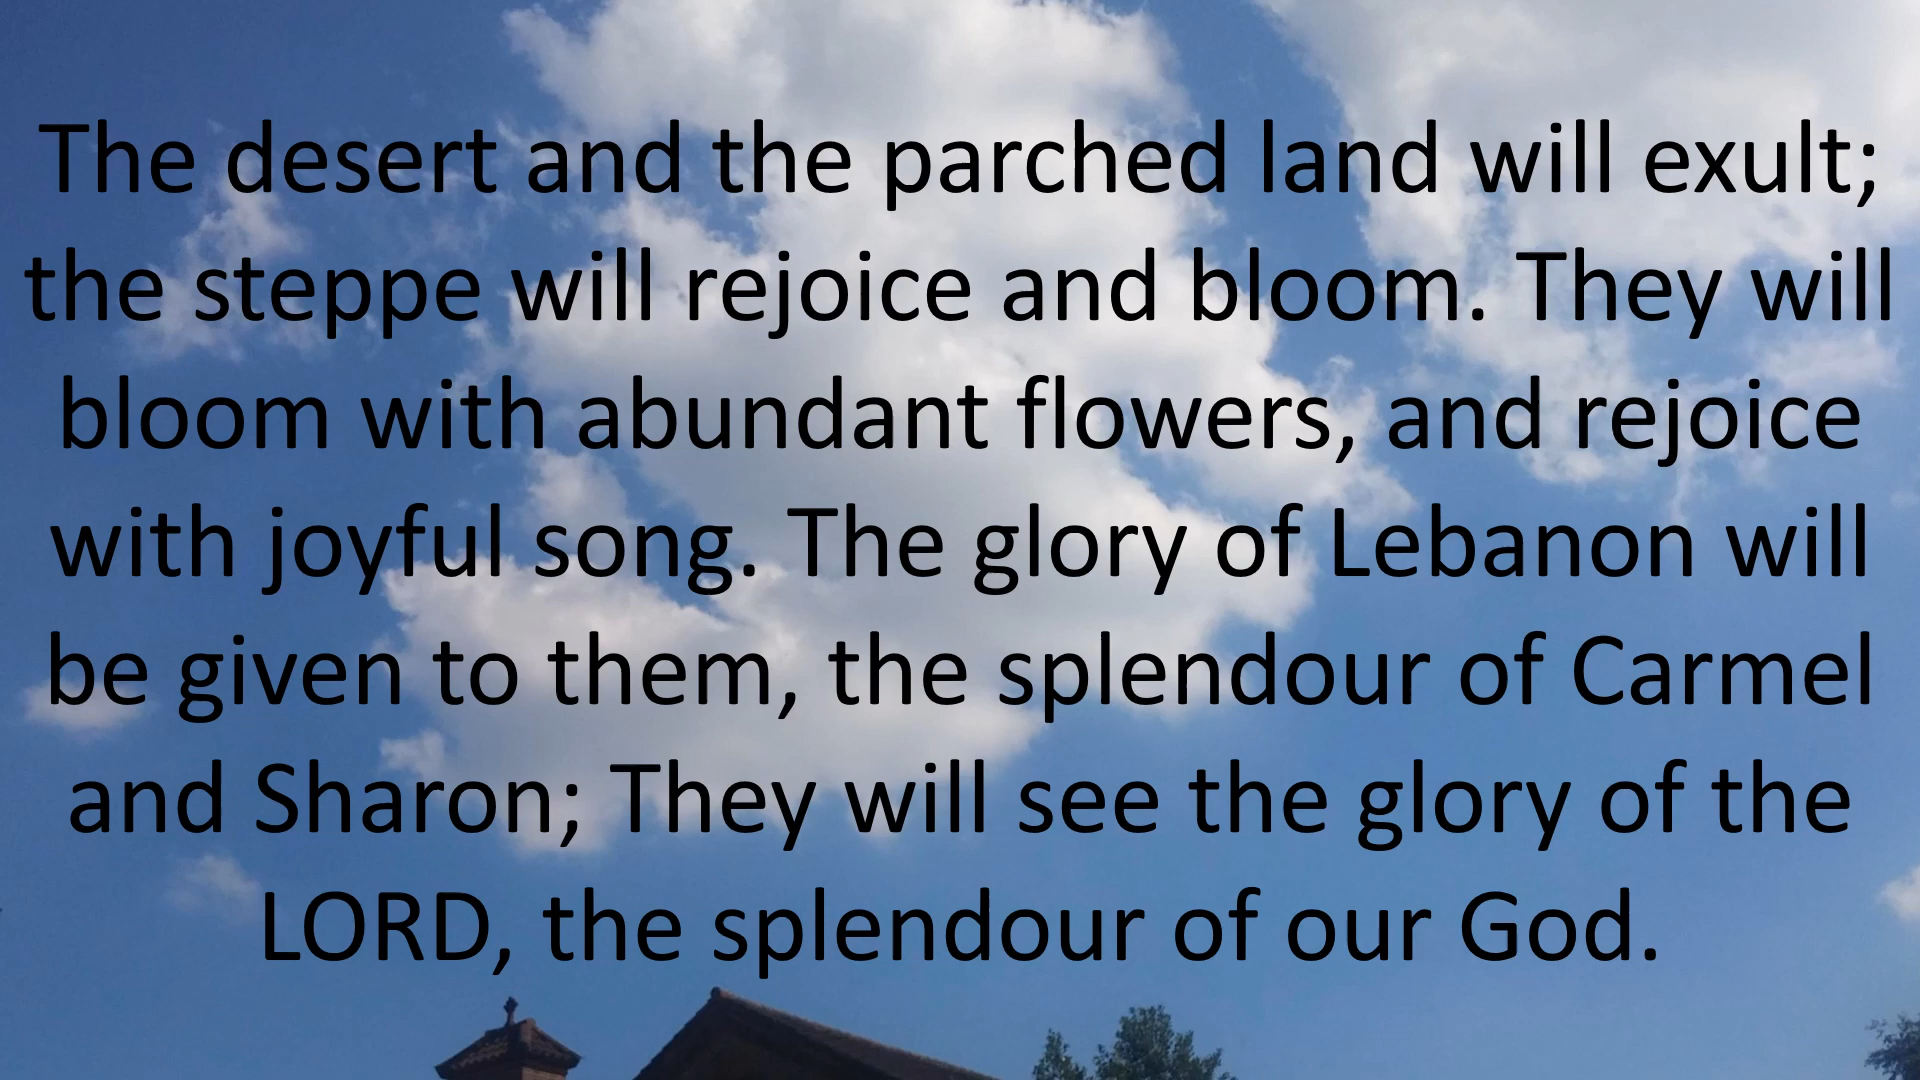 The desert and the parched land will exult;
the steppe will rejoice and bloom. They will
bloom with abundant flowers, and rejoice
with joyful song. The glory of Lebanon will
be given to them, the splendour of Carmel
and Sharon; They will see the glory of the
LORD, the splendour of our God.